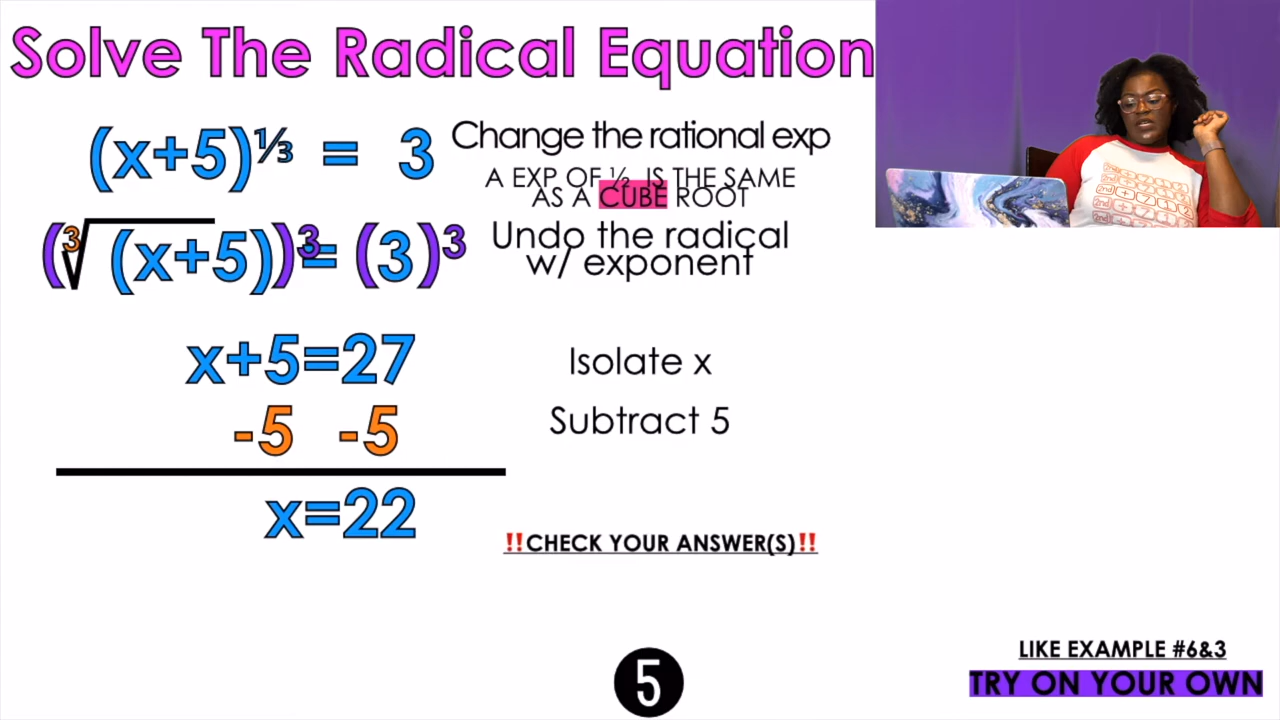 Solve The Radical Equation
(x+5)⅓ = 3
Change the rational exp
A EXP OF ½ IS THE SAME
AS A CUBE ROOT
(3√(x+5))3= (3)3
Undo the radical
w/ exponent
x+5=27
Isolate x
-5 -5
Subtract 5
x=22
‼CHECK YOUR ANSWER(S)‼
5
LIKE EXAMPLE #6&3
TRY ON YOUR OWN